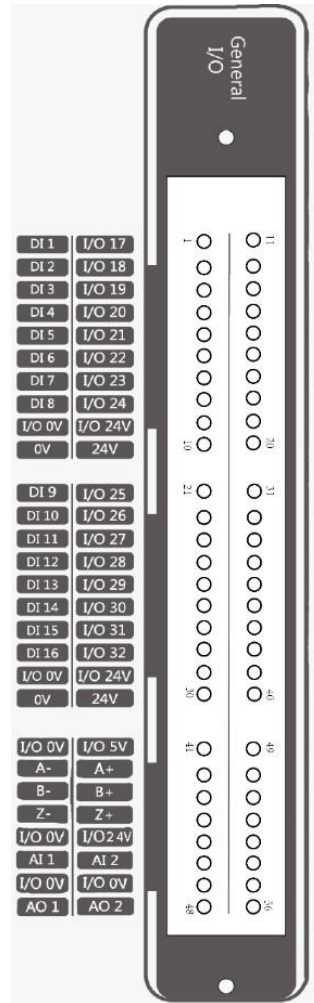 General
I/O
DI 1 I/O 17 1 11
DI 2 I/O 18
DI 3 I/O 19
DI 4 I/O 20
DI 5 I/O 21
DI 6 I/O 22
DI 7 I/O 23
DI 8 I/O 24
I/O 0V I/O 24V
0V 24V 10 20
DI 9 I/O 25 21 31
DI 10 I/O 26
DI 11 I/O 27
DI 12 I/O 28
DI 13 I/O 29
DI 14 I/O 30
DI 15 I/O 31
DI 16 I/O 32
I/O 0V I/O 24V
0V 24V 30 40
I/O 0V I/O 5V 41 49
A- A+
B- B+
Z- Z+
I/O 0V I/O24V
AI 1 AI 2
I/O 0V I/O 0V
AO 1 AO 2 48 56